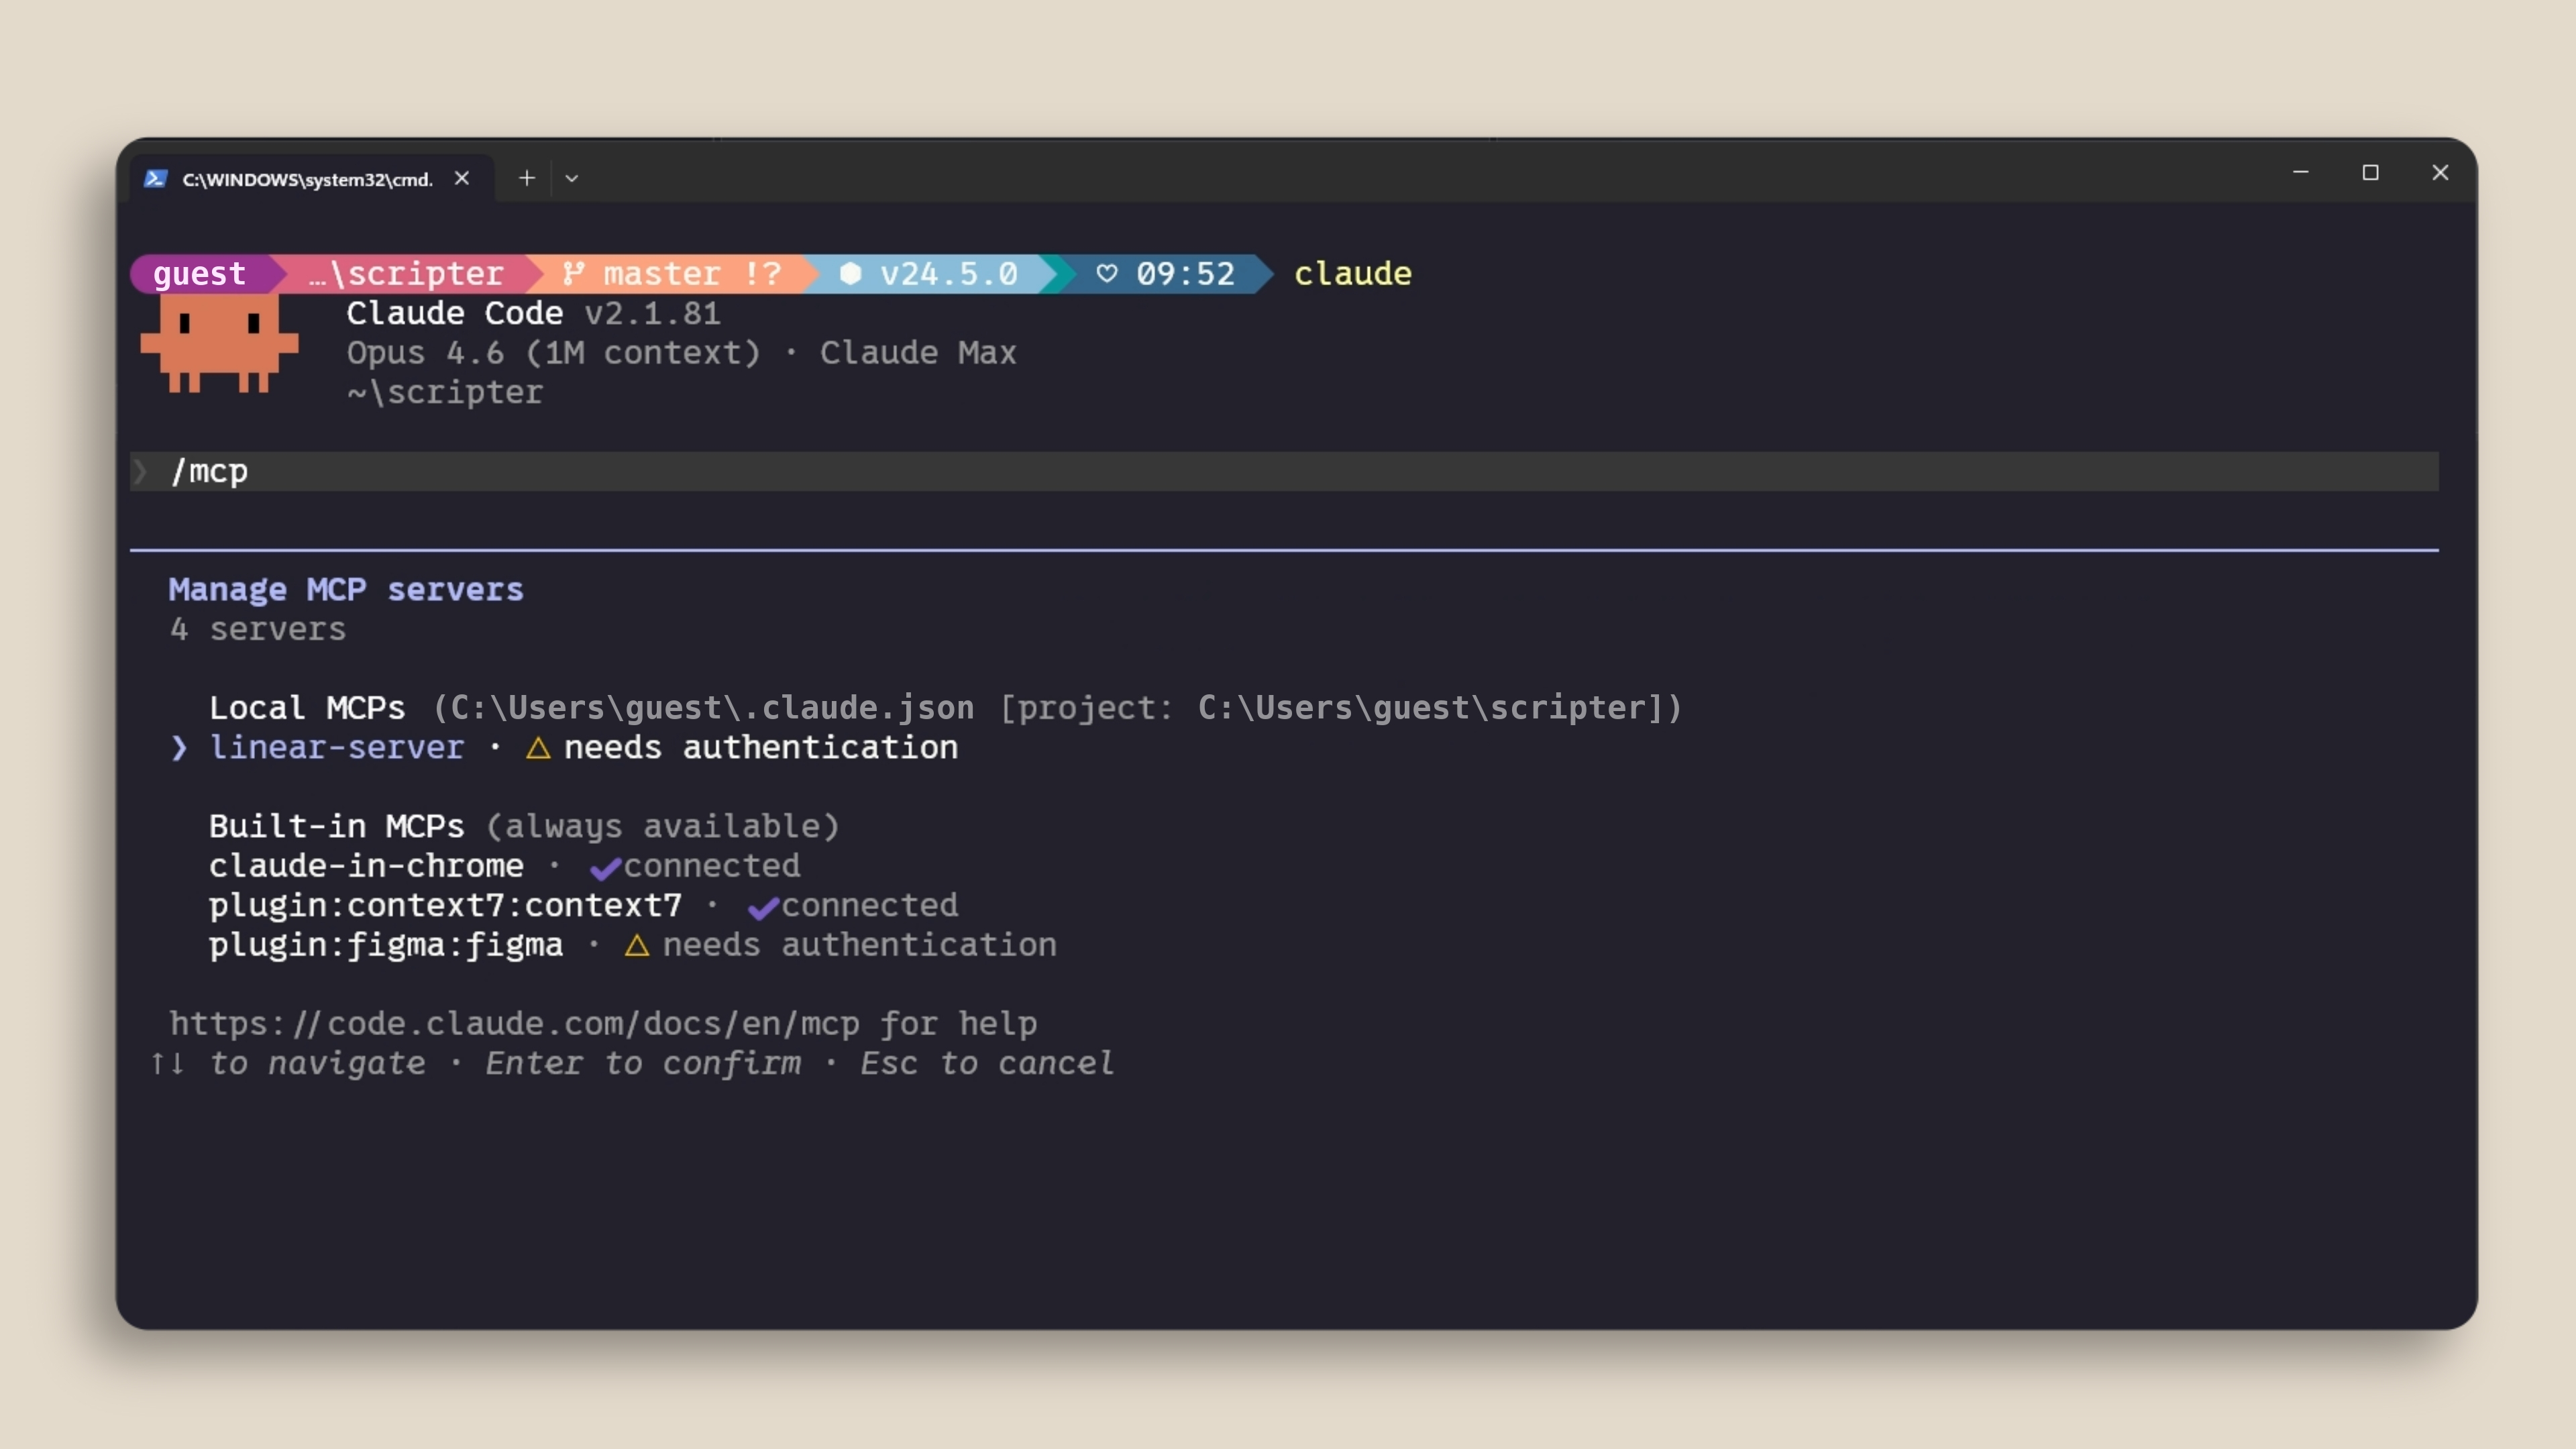 C:\WINDOWS\system32\cmd.
guest …\scripter master !? v24.5.0 09:52 claude
Claude Code v2.1.81
Opus 4.6 (1M context) · Claude Max
~\scripter
❯ /mcp
Manage MCP servers
4 servers
Local MCPs (C:\Users\guest\.claude.json [project: C:\Users\guest\scripter])
❯ linear-server · △ needs authentication
Built-in MCPs (always available)
claude-in-chrome · ✔ connected
plugin:context7:context7 · ✔ connected
plugin:figma:figma · △ needs authentication
https://code.claude.com/docs/en/mcp for help
↑↓ to navigate · Enter to confirm · Esc to cancel